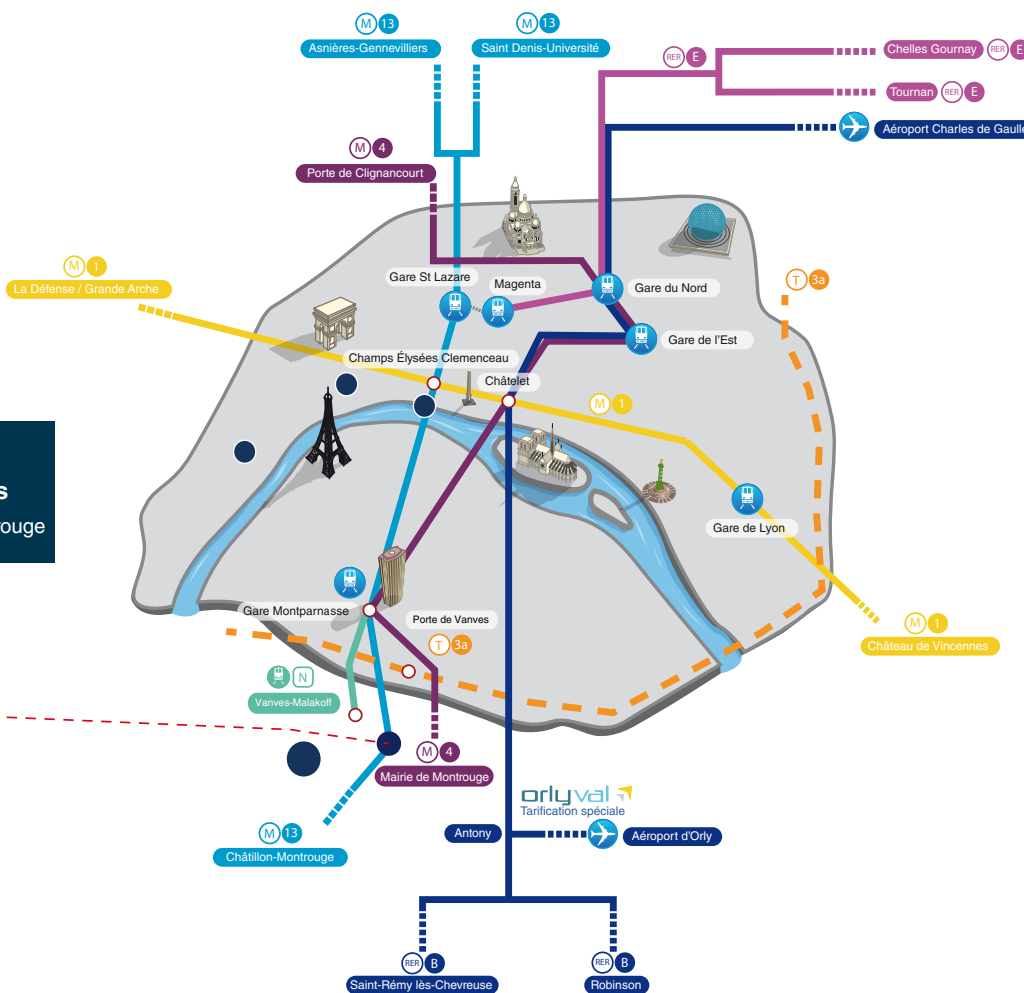 M 13
M 13
Asnières-Gennevilliers
Saint Denis-Université
RER E
Chelles Gournay RER E
Tournan RER E
Aéroport Charles de Gaulle
M 4
Porte de Clignancourt
M 1
La Défense / Grande Arche
Gare St Lazare
Magenta
Gare du Nord
T 3a
Gare de l'Est
Champs Élysées Clemenceau
Châtelet
M 1
Gare de Lyon
Gare Montparnasse
Porte de Vanves
T 3a
M 1
Château de Vincennes
N
Vanves-Malakoff
M 4
Mairie de Montrouge
orlyval
Tarification spéciale
Antony
Aéroport d'Orly
M 13
Châtillon-Montrouge
RER B
Saint-Rémy lès-Chevreuse
RER B
Robinson